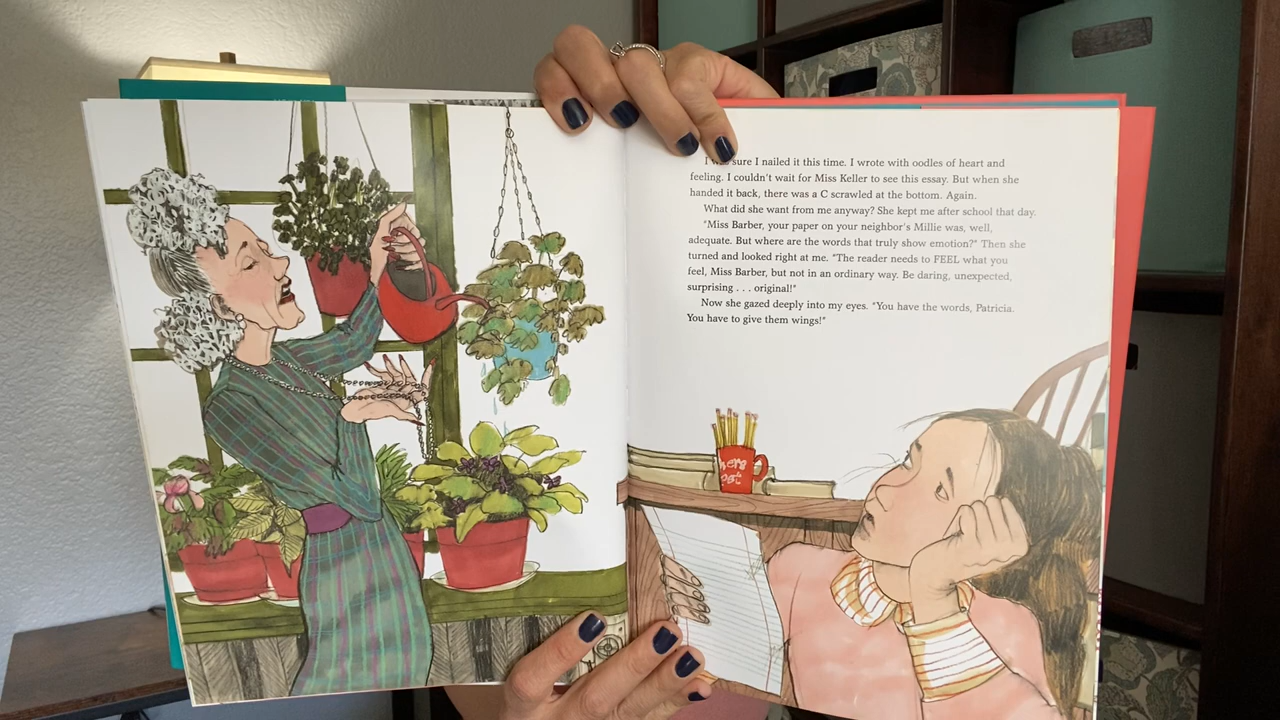 I was sure I nailed it this time. I wrote with oodles of heart and
feeling. I couldn't wait for Miss Keller to see this essay. But when she
handed it back, there was a C scrawled at the bottom. Again.
What did she want from me anyway? She kept me after school that day.
"Miss Barber, your paper on your neighbor's Millie was, well,
adequate. But where are the words that truly show emotion?" Then she
turned and looked right at me. "The reader needs to FEEL what you
feel, Miss Barber, but not in an ordinary way. Be daring, unexpected,
surprising . . . original!"
Now she gazed deeply into my eyes. "You have the words, Patricia.
You have to give them wings!"